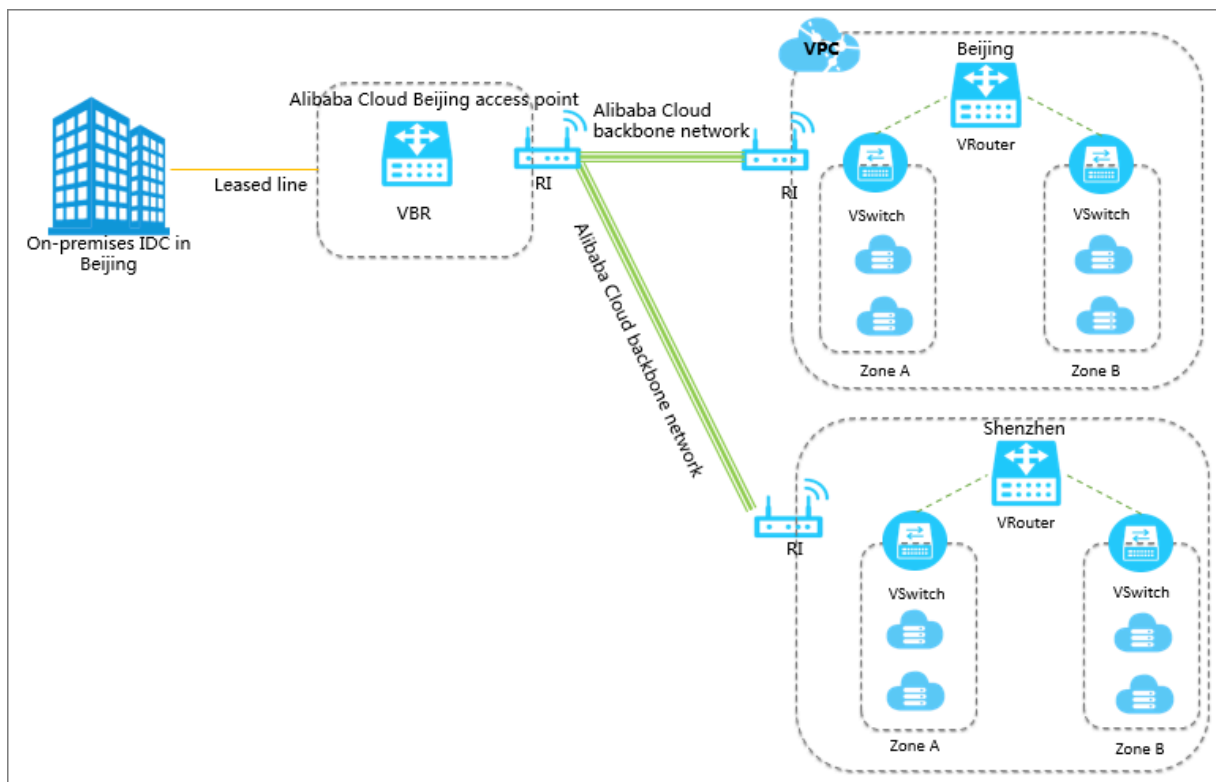 VPC
Beijing
Alibaba Cloud Beijing access point
Alibaba Cloud
backbone network
VRouter
Leased line
RI
RI
VBR
VSwitch
VSwitch
On-premises IDC in
Beijing
Alibaba Cloud backbone network
Zone A
Zone B
Shenzhen
VRouter
RI
VSwitch
VSwitch
Zone A
Zone B